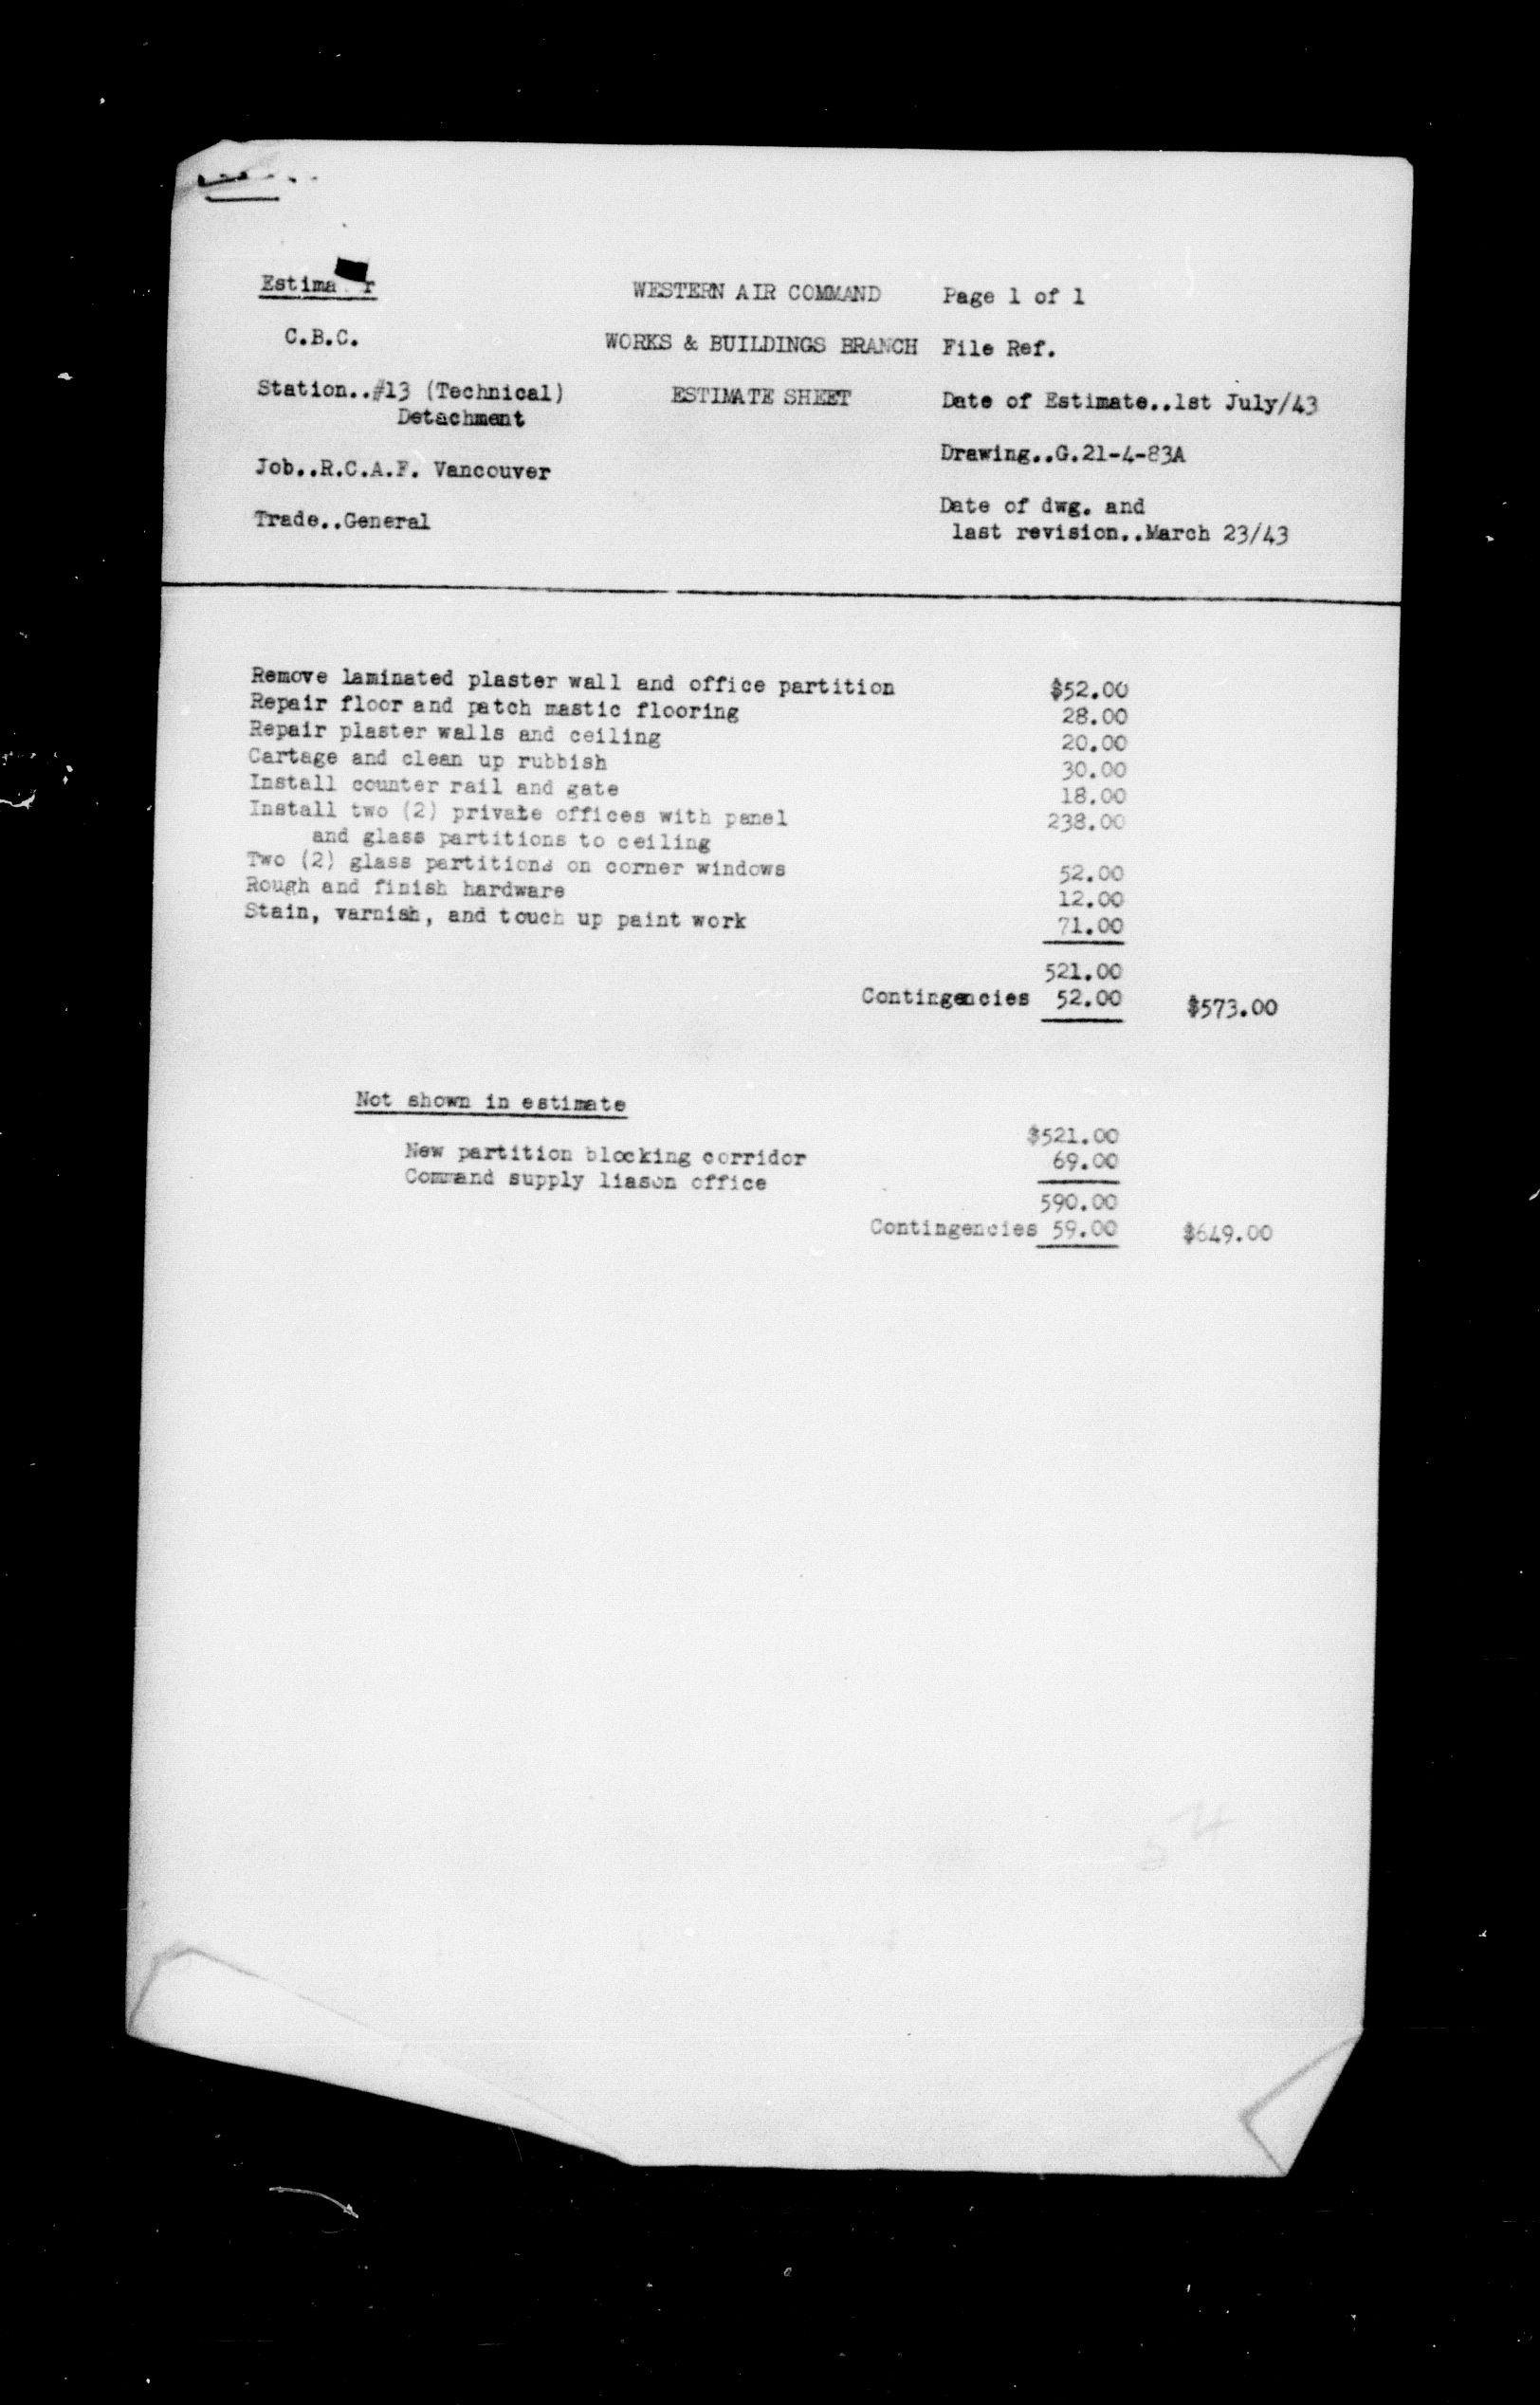 Estima r
WESTERN AIR COMMAND
Page 1 of 1
C.B.C.
WORKS & BUILDINGS BRANCH
File Ref.
Station..#13 (Technical)
Detachment
ESTIMATE SHEET
Date of Estimate..1st July/43
Drawing..G.21-4-83A
Job..R.C.A.F. Vancouver
Date of dwg. and
last revision..March 23/43
Trade..General
Remove laminated plaster wall and office partition $52.00
Repair floor and patch mastic flooring 28.00
Repair plaster walls and ceiling 20.00
Cartage and clean up rubbish 30.00
Install counter rail and gate 18.00
Install two (2) private offices with panel 238.00
and glass partitions to ceiling
Two (2) glass partitions on corner windows 52.00
Rough and finish hardware 12.00
Stain, varnish, and touch up paint work 71.00
521.00
Contingencies 52.00 $573.00
Not shown in estimate
$521.00
New partition blocking corridor 69.00
Command supply liason office
590.00
Contingencies 59.00 $649.00